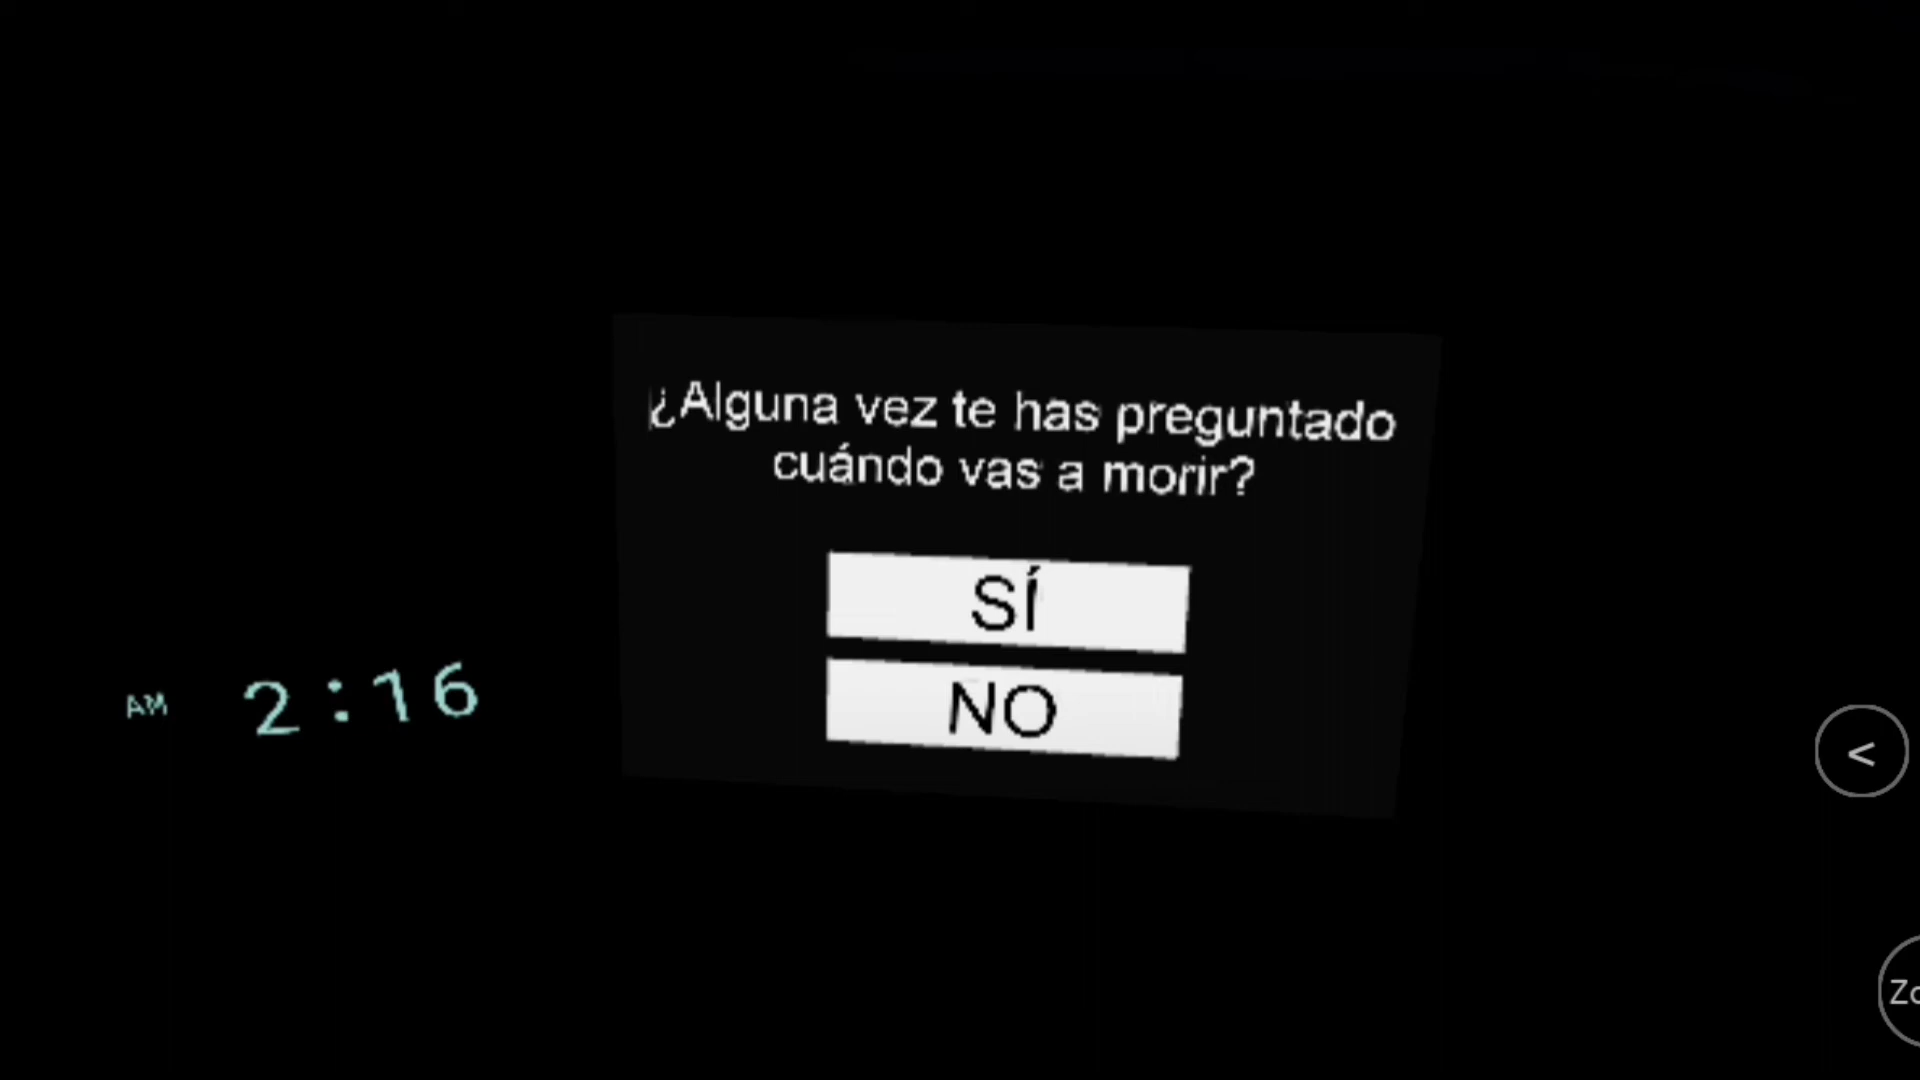 ¿Alguna vez te has preguntado
cuándo vas a morir?
SÍ
NO
AM 2:16
<